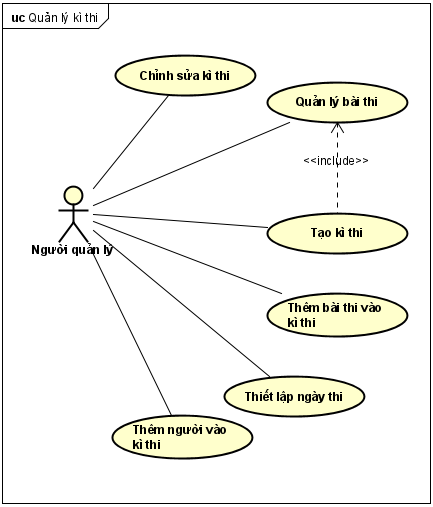 uc Quản lý kì thi
Chỉnh sửa kì thi
Quản lý bài thi
<<include>>
Người quản lý
Tạo kì thi
Thêm bài thi vào
kì thi
Thiết lập ngày thi
Thêm người vào
kì thi